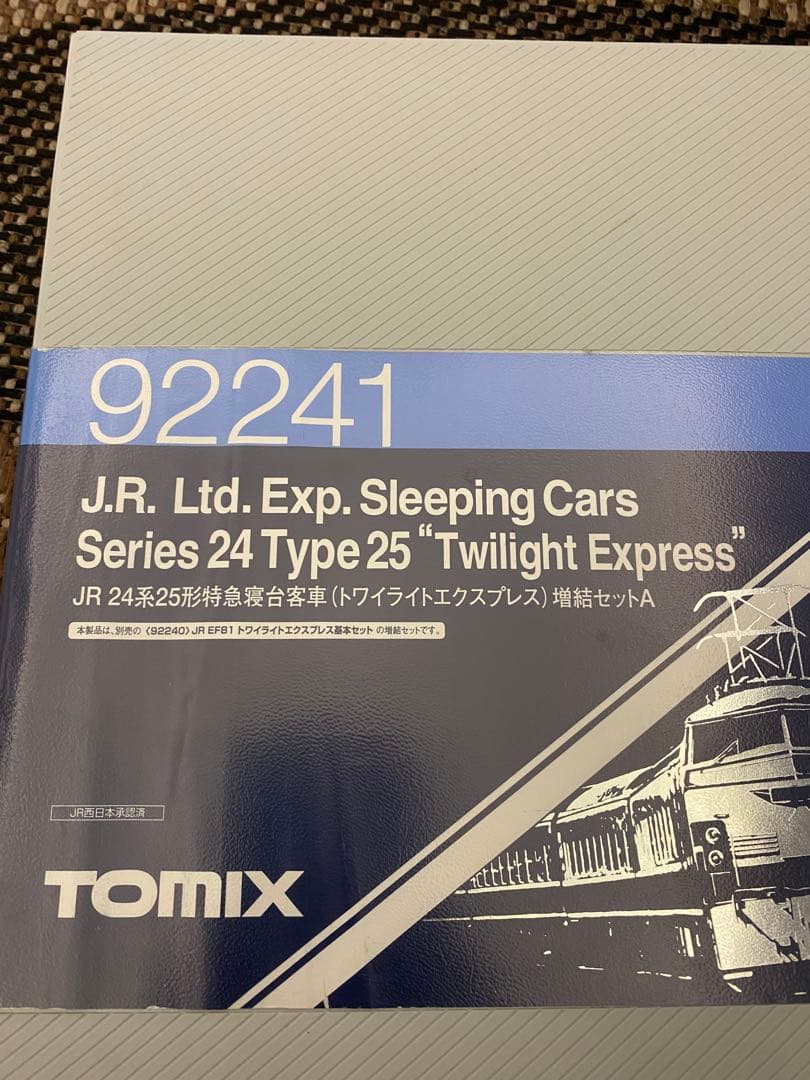 92241
J.R. Ltd. Exp. Sleeping Cars
Series 24 Type 25 “Twilight Express”
JR 24系25形特急寝台客車（トワイライトエクスプレス）増結セットA
本製品は、別売の〈92240〉JR EF81 トワイライトエクスプレス基本セット の増結セットです。
JR西日本承認済
TOMIX